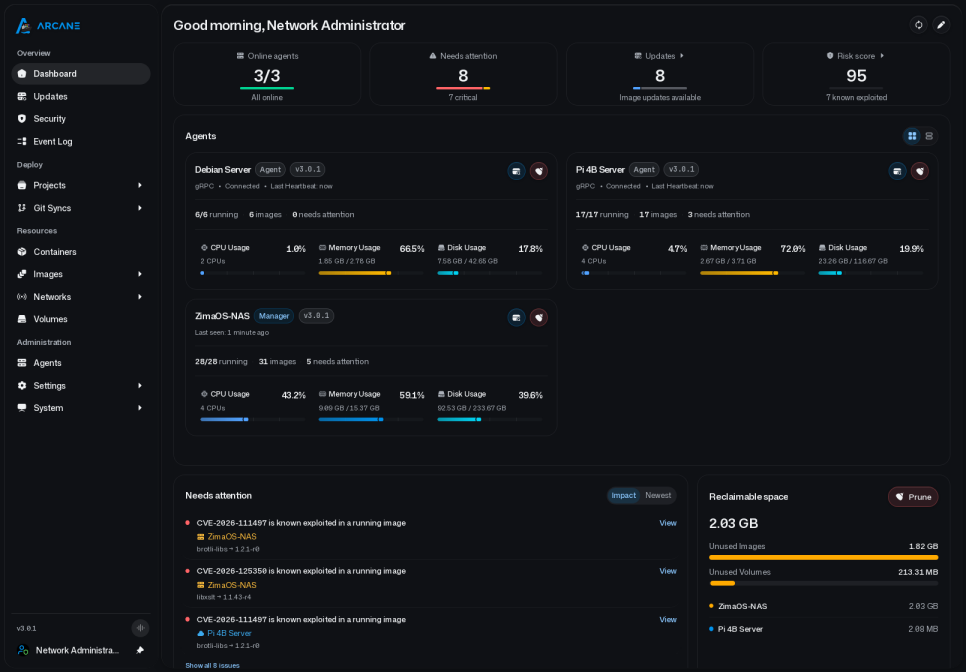 ARCANE
Overview
Dashboard
Updates
Security
Event Log
Deploy
Projects
Git Syncs
Resources
Containers
Images
Networks
Volumes
Administration
Agents
Settings
System
v3.0.1
Network Administra...
Good morning, Network Administrator
Online agents
3/3
All online
Needs attention
8
7 critical
Updates
8
Image updates available
Risk score
95
7 known exploited
Agents
Debian Server Agent v3.0.1
gRPC • Connected • Last Heartbeat: now
6/6 running 6 images 0 needs attention
CPU Usage 1.0%
2 CPUs
Memory Usage 66.5%
1.85 GB / 2.78 GB
Disk Usage 17.8%
7.58 GB / 42.65 GB
Pi 4B Server Agent v3.0.1
gRPC • Connected • Last Heartbeat: now
17/17 running 17 images 3 needs attention
CPU Usage 4.7%
4 CPUs
Memory Usage 72.0%
2.67 GB / 3.71 GB
Disk Usage 19.9%
23.26 GB / 116.67 GB
ZimaOS-NAS Manager v3.0.1
Last seen: 1 minute ago
28/28 running 31 images 5 needs attention
CPU Usage 43.2%
4 CPUs
Memory Usage 59.1%
9.09 GB / 15.37 GB
Disk Usage 39.6%
92.53 GB / 233.67 GB
Needs attention
Impact Newest
CVE-2026-111497 is known exploited in a running image View
ZimaOS-NAS
brotli-libs → 1.2.1-r0
CVE-2026-125350 is known exploited in a running image View
ZimaOS-NAS
libxslt → 1.1.43-r4
CVE-2026-111497 is known exploited in a running image View
Pi 4B Server
brotli-libs → 1.2.1-r0
Show all 8 issues
Reclaimable space
Prune
2.03 GB
Unused Images 1.82 GB
Unused Volumes 213.31 MB
ZimaOS-NAS 2.03 GB
Pi 4B Server 2.08 MB